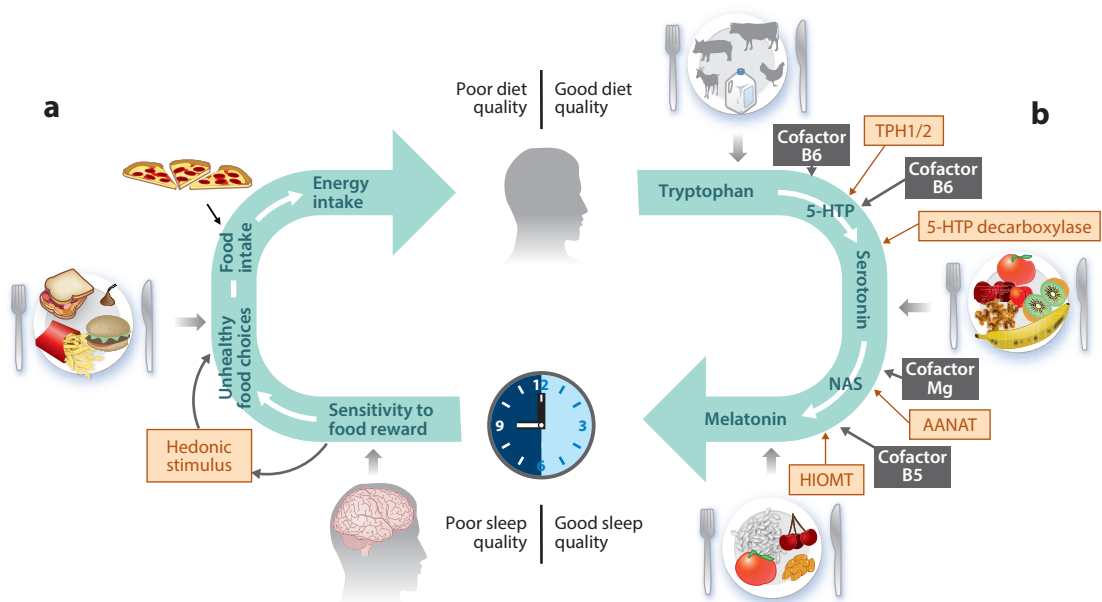 a
Poor diet
quality
Good diet
quality
b
Energy
intake
Food
intake
Unhealthy
food choices
Sensitivity to
food reward
Hedonic
stimulus
Tryptophan
Cofactor
B6
TPH1/2
5-HTP
Cofactor
B6
5-HTP decarboxylase
Serotonin
NAS
Cofactor
Mg
AANAT
Cofactor
B5
HIOMT
Melatonin
12
9
3
6
Poor sleep
quality
Good sleep
quality